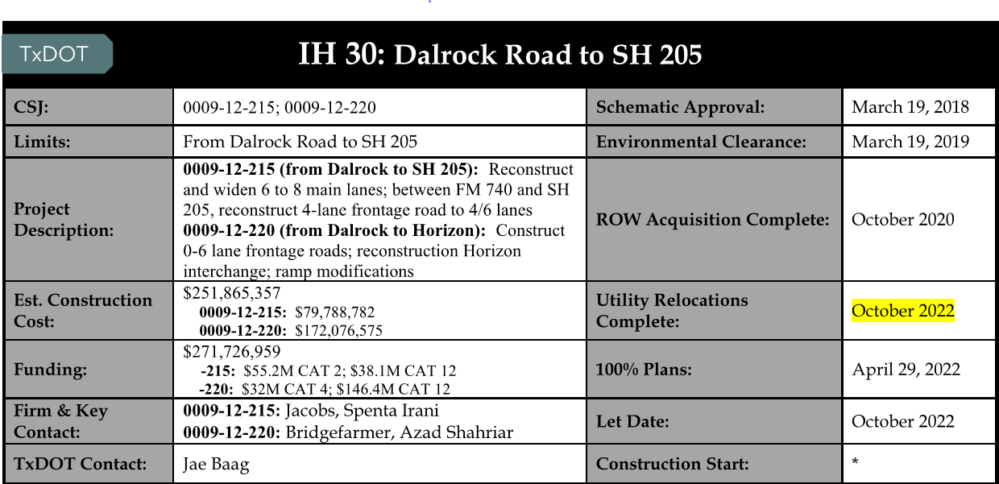 TxDOT
IH 30: Dalrock Road to SH 205
CSJ:
0009-12-215; 0009-12-220
Schematic Approval:
March 19, 2018
Limits:
From Dalrock Road to SH 205
Environmental Clearance:
March 19, 2019
Project
Description:
0009-12-215 (from Dalrock to SH 205): Reconstruct
and widen 6 to 8 main lanes; between FM 740 and SH
205, reconstruct 4-lane frontage road to 4/6 lanes
0009-12-220 (from Dalrock to Horizon): Construct
0-6 lane frontage roads; reconstruction Horizon
interchange; ramp modifications
ROW Acquisition Complete:
October 2020
Est. Construction
Cost:
$251,865,357
0009-12-215: $79,788,782
0009-12-220: $172,076,575
Utility Relocations
Complete:
October 2022
Funding:
$271,726,959
-215: $55.2M CAT 2; $38.1M CAT 12
-220: $32M CAT 4; $146.4M CAT 12
100% Plans:
April 29, 2022
Firm & Key
Contact:
0009-12-215: Jacobs, Spenta Irani
0009-12-220: Bridgefarmer, Azad Shahriar
Let Date:
October 2022
TxDOT Contact:
Jae Baag
Construction Start:
*